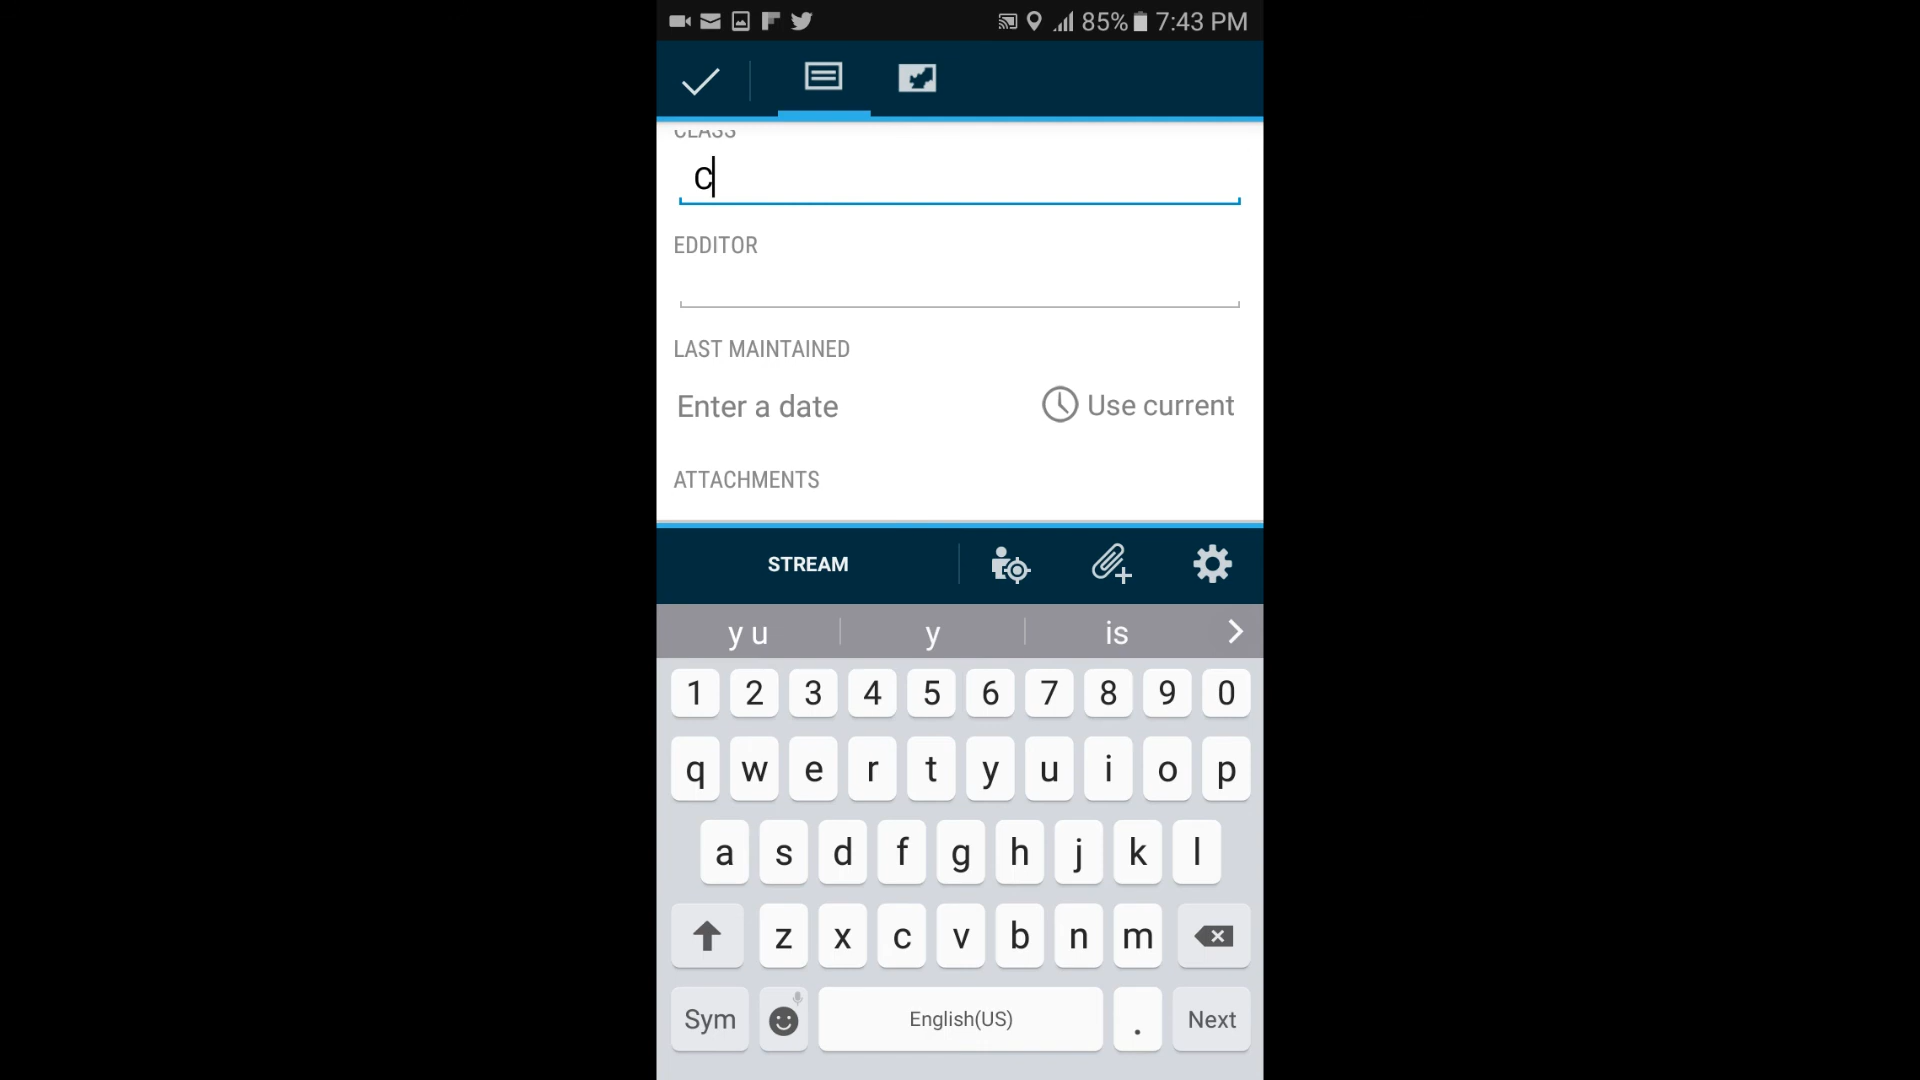 85% 7:43 PM
CLASS
C
EDDITOR
LAST MAINTAINED
Enter a date Use current
ATTACHMENTS
STREAM
y u y is
1 2 3 4 5 6 7 8 9 0
q w e r t y u i o p
a s d f g h j k l
z x c v b n m
Sym English(US) . Next